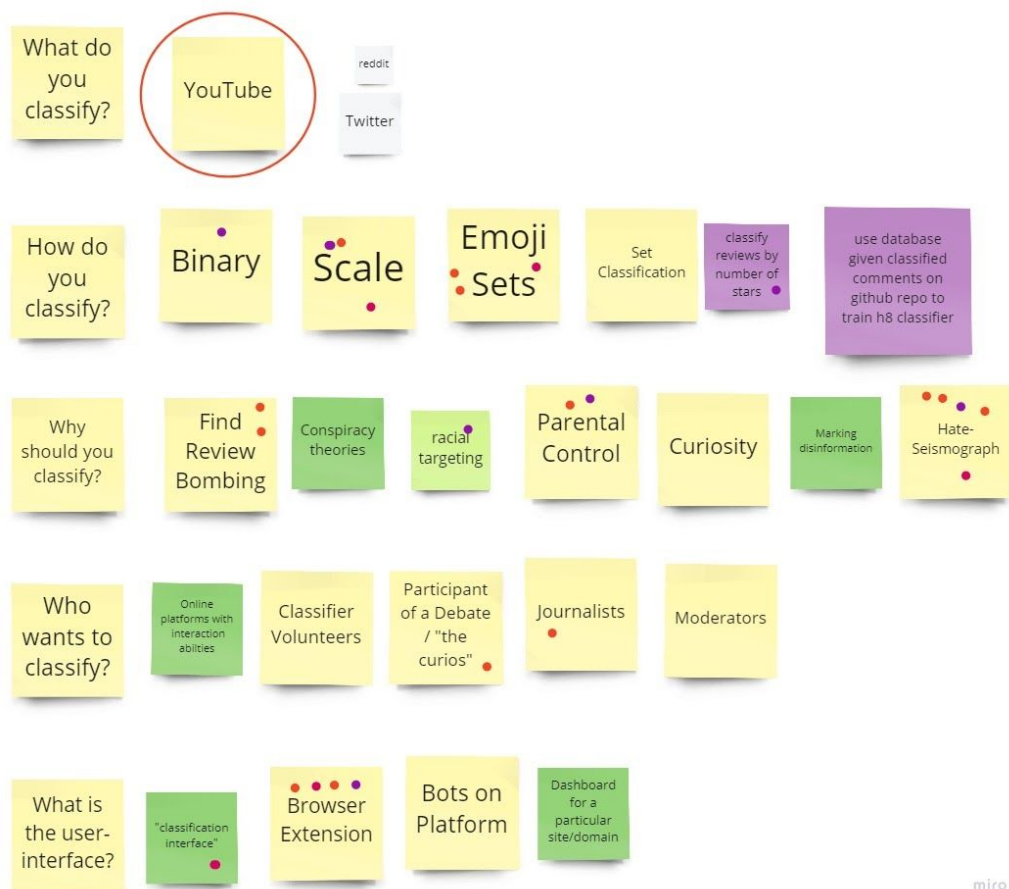 What do
you
classify?
YouTube
reddit
Twitter
How do
you
classify?
Binary
Scale
Emoji
Sets
Set
Classification
classify
reviews by
number of
stars
use database
given classified
comments on
github repo to
train h8 classifier
Why
should you
classify?
Find
Review
Bombing
Conspiracy
theories
racial
targeting
Parental
Control
Curiosity
Marking
disinformation
Hate-
Seismograph
Who
wants to
classify?
Online
platforms with
interaction
abilties
Classifier
Volunteers
Participant
of a Debate
/ "the
curios"
Journalists
Moderators
What is
the user-
interface?
"classification
interface"
Browser
Extension
Bots on
Platform
Dashboard
for a
particular
site/domain
miro